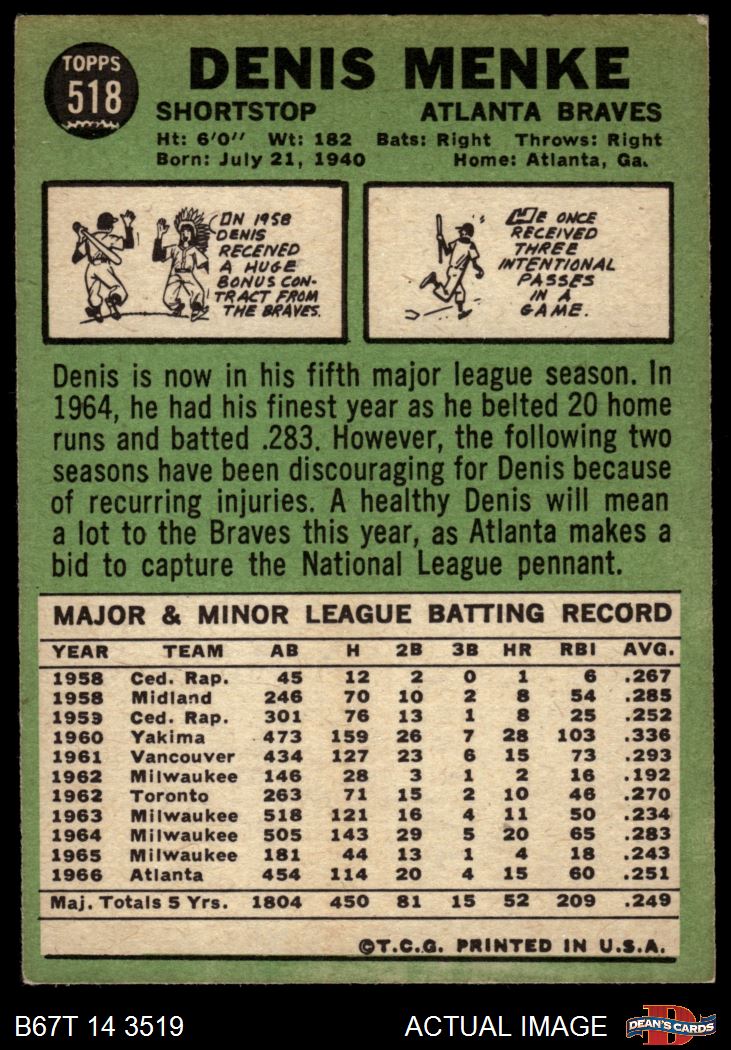 TOPPS
518
DENIS MENKE
SHORTSTOP ATLANTA BRAVES
Ht: 6'0" Wt: 182 Bats: Right Throws: Right
Born: July 21, 1940 Home: Atlanta, Ga.
IN 1958
DENIS
RECEIVED
A HUGE
BONUS CON-
TRACT FROM
THE BRAVES.
HE ONCE
RECEIVED
THREE
INTENTIONAL
PASSES
IN A
GAME.
Denis is now in his fifth major league season. In
1964, he had his finest year as he belted 20 home
runs and batted .283. However, the following two
seasons have been discouraging for Denis because
of recurring injuries. A healthy Denis will mean
a lot to the Braves this year, as Atlanta makes a
bid to capture the National League pennant.
MAJOR & MINOR LEAGUE BATTING RECORD
YEAR TEAM AB H 2B 3B HR RBI AVG.
1958 Ced. Rap. 45 12 2 0 1 6 .267
1958 Midland 246 70 10 2 8 54 .285
1959 Ced. Rap. 301 76 13 1 8 25 .252
1960 Yakima 473 159 26 7 28 103 .336
1961 Vancouver 434 127 23 6 15 73 .293
1962 Milwaukee 146 28 3 1 2 16 .192
1962 Toronto 263 71 15 2 10 46 .270
1963 Milwaukee 518 121 16 4 11 50 .234
1964 Milwaukee 505 143 29 5 20 65 .283
1965 Milwaukee 181 44 13 1 4 18 .243
1966 Atlanta 454 114 20 4 15 60 .251
Maj. Totals 5 Yrs. 1804 450 81 15 52 209 .249
©T.C.G. PRINTED IN U.S.A.
B67T 14 3519 ACTUAL IMAGE
DEAN'S CARDS